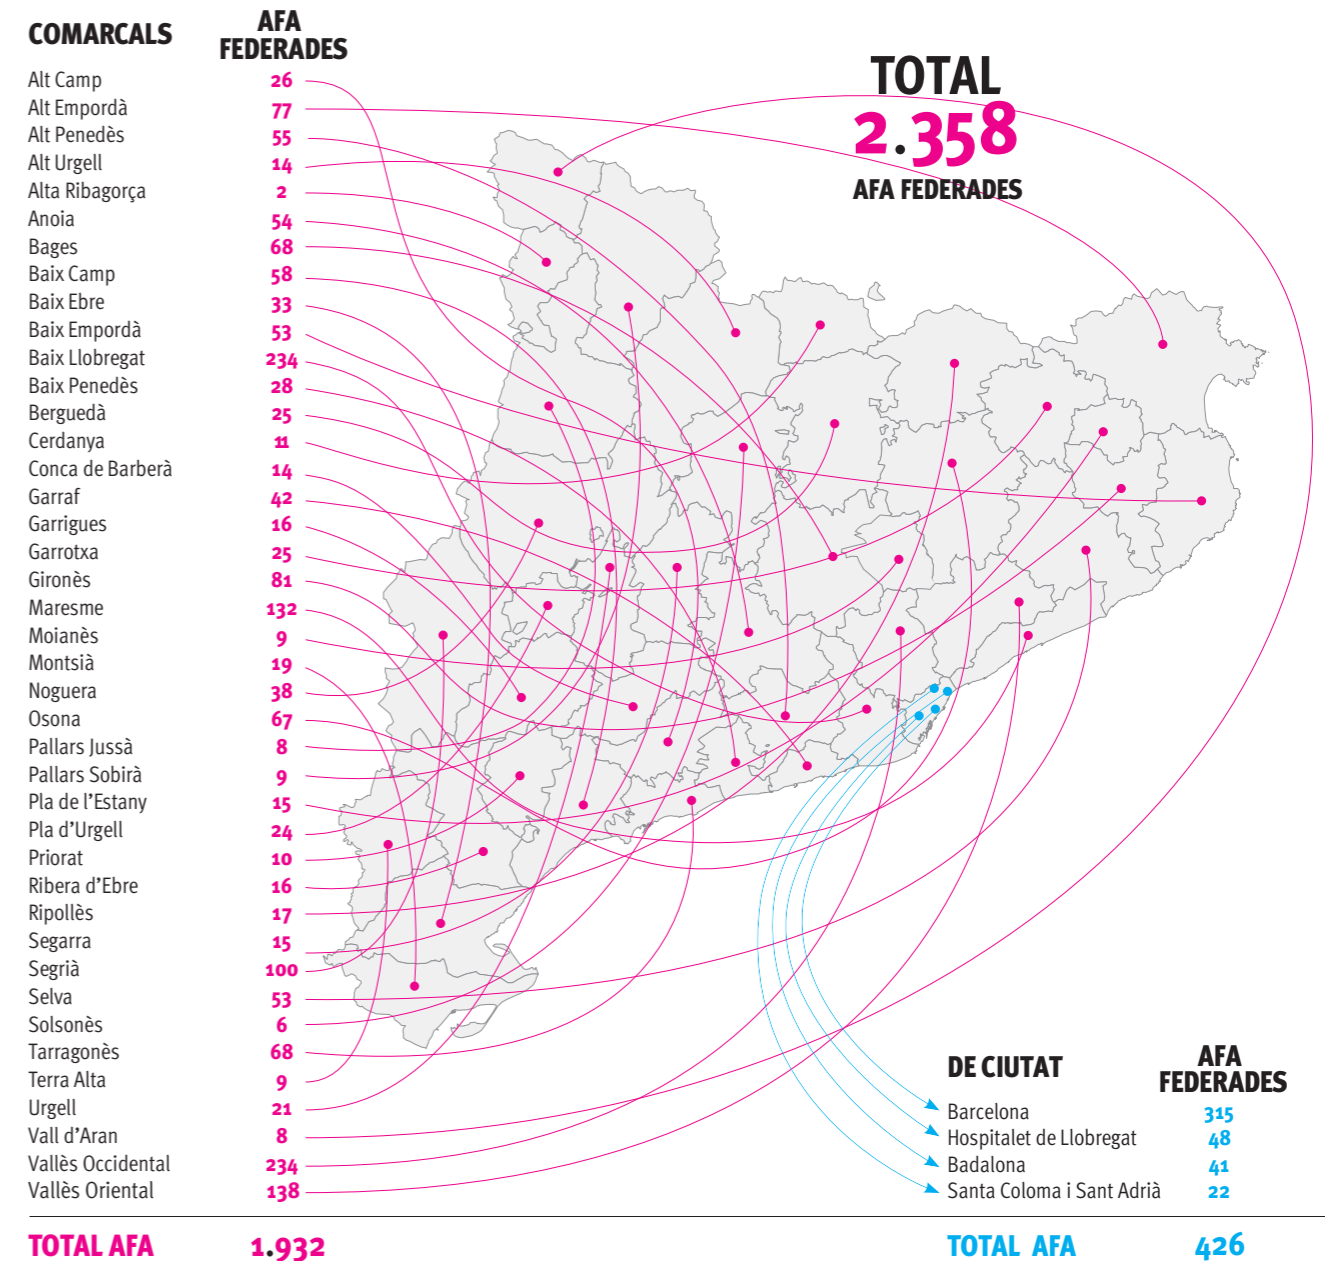 COMARCALS AFA
FEDERADES
Alt Camp 26
Alt Empordà 77
Alt Penedès 55
Alt Urgell 14
Alta Ribagorça 2
Anoia 54
Bages 68
Baix Camp 58
Baix Ebre 33
Baix Empordà 53
Baix Llobregat 234
Baix Penedès 28
Berguedà 25
Cerdanya 11
Conca de Barberà 14
Garraf 42
Garrigues 16
Garrotxa 25
Gironès 81
Maresme 132
Moianès 9
Montsià 19
Noguera 38
Osona 67
Pallars Jussà 8
Pallars Sobirà 9
Pla de l'Estany 15
Pla d'Urgell 24
Priorat 10
Ribera d'Ebre 16
Ripollès 17
Segarra 15
Segrià 100
Selva 53
Solsonès 6
Tarragonès 68
Terra Alta 9
Urgell 21
Vall d'Aran 8
Vallès Occidental 234
Vallès Oriental 138
TOTAL AFA 1.932
TOTAL
2.358
AFA FEDERADES
DE CIUTAT AFA
FEDERADES
Barcelona 315
Hospitalet de Llobregat 48
Badalona 41
Santa Coloma i Sant Adrià 22
TOTAL AFA 426